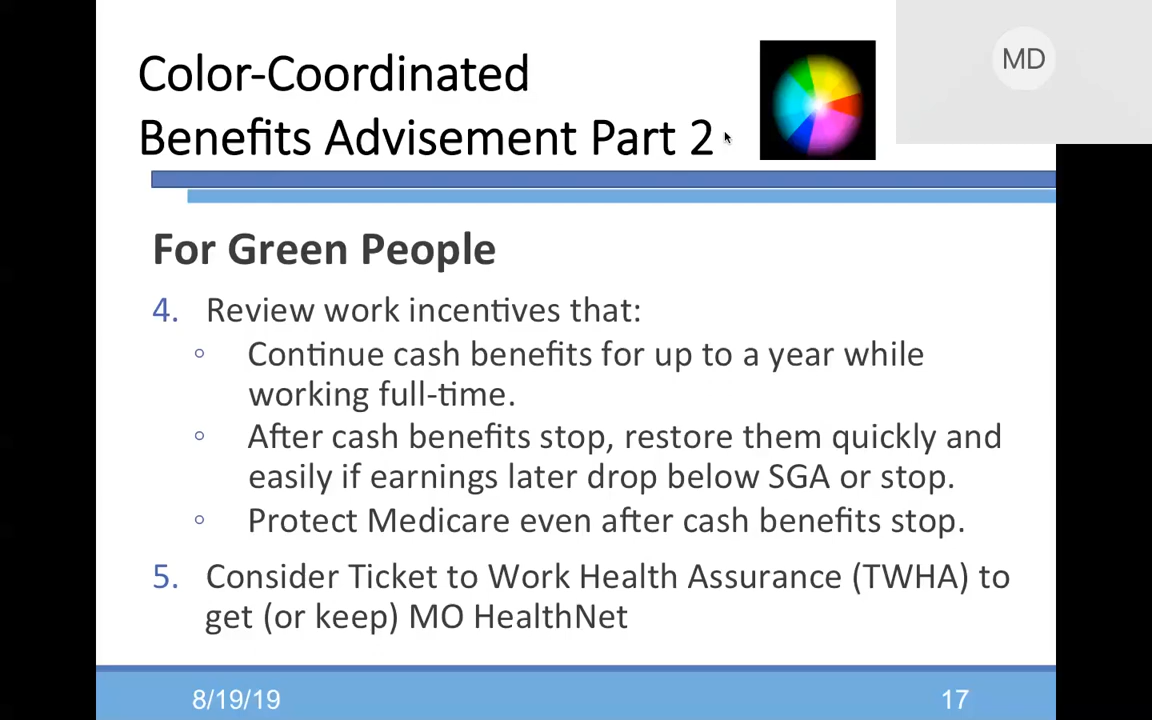 Color-Coordinated
Benefits Advisement Part 2
MD
For Green People
4. Review work incentives that:
◦ Continue cash benefits for up to a year while
working full-time.
◦ After cash benefits stop, restore them quickly and
easily if earnings later drop below SGA or stop.
◦ Protect Medicare even after cash benefits stop.
5. Consider Ticket to Work Health Assurance (TWHA) to
get (or keep) MO HealthNet
8/19/19
17